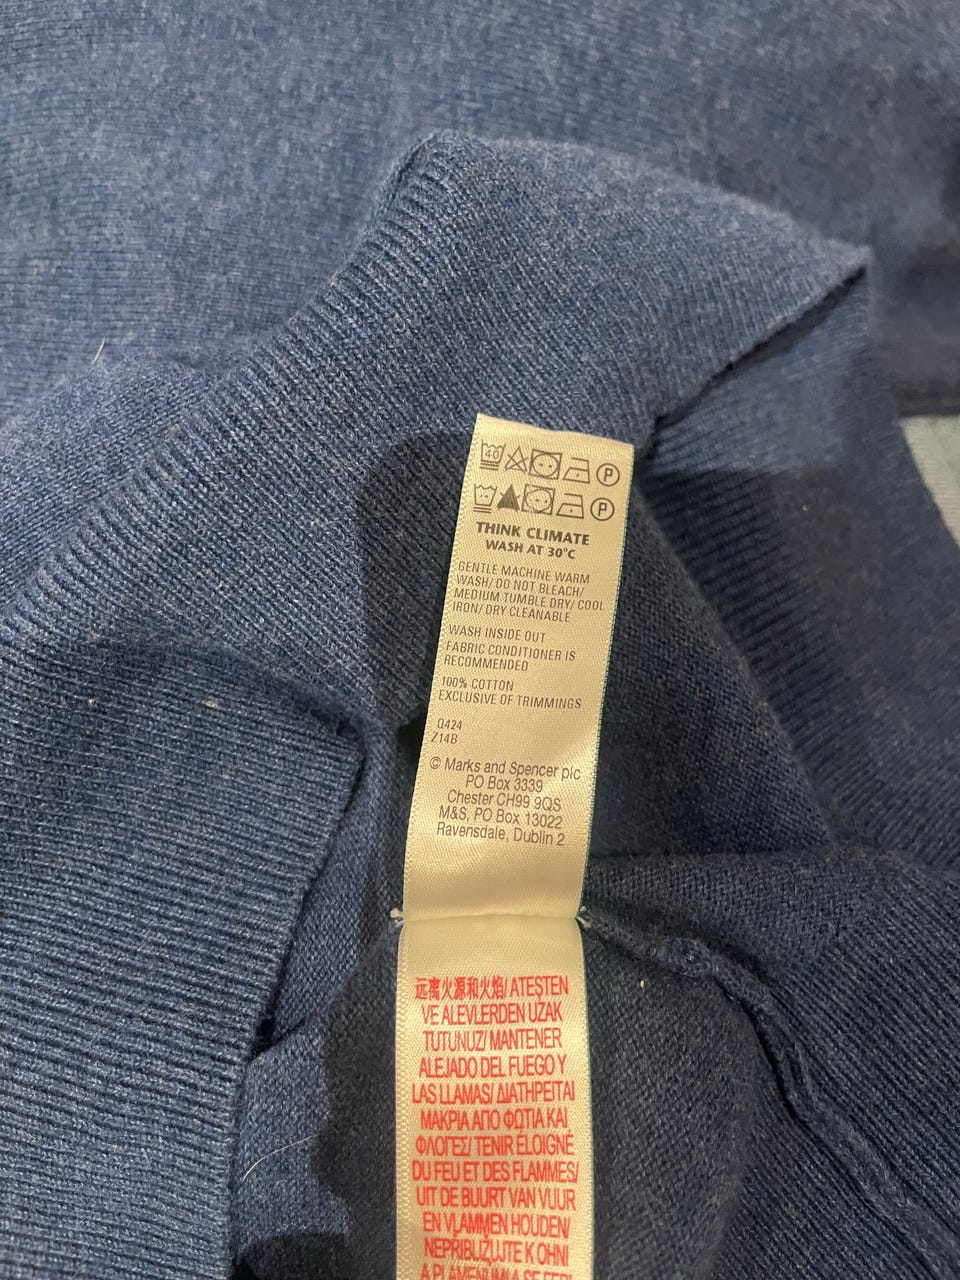 40 P
P
THINK CLIMATE
WASH AT 30°C
GENTLE MACHINE WARM
WASH/ DO NOT BLEACH/
MEDIUM TUMBLE DRY/ COOL
IRON/ DRY CLEANABLE
WASH INSIDE OUT
FABRIC CONDITIONER IS
RECOMMENDED
100% COTTON
EXCLUSIVE OF TRIMMINGS
Q424
Z14B
© Marks and Spencer plc
PO Box 3339
Chester CH99 9QS
M&S, PO Box 13022
Ravensdale, Dublin 2
远离火源和火焰/ ATESTEN
VE ALEVLERDEN UZAK
TUTUNUZ/ MANTENER
ALEJADO DEL FUEGO Y
LAS LLAMAS/ ΔΙΑΤΗΡΕΙΤΑΙ
ΜΑΚΡΙΑ ΑΠΟ ΦΩΤΙΑ ΚΑΙ
ΦΛΟΓΕΣ/ TENIR ÉLOIGNÉ
DU FEU ET DES FLAMMES/
UIT DE BUURT VAN VUUR
EN VLAMMEN HOUDEN/
NEPŘIBLIŽUJTE K OHNI
A PLAMENŮM/